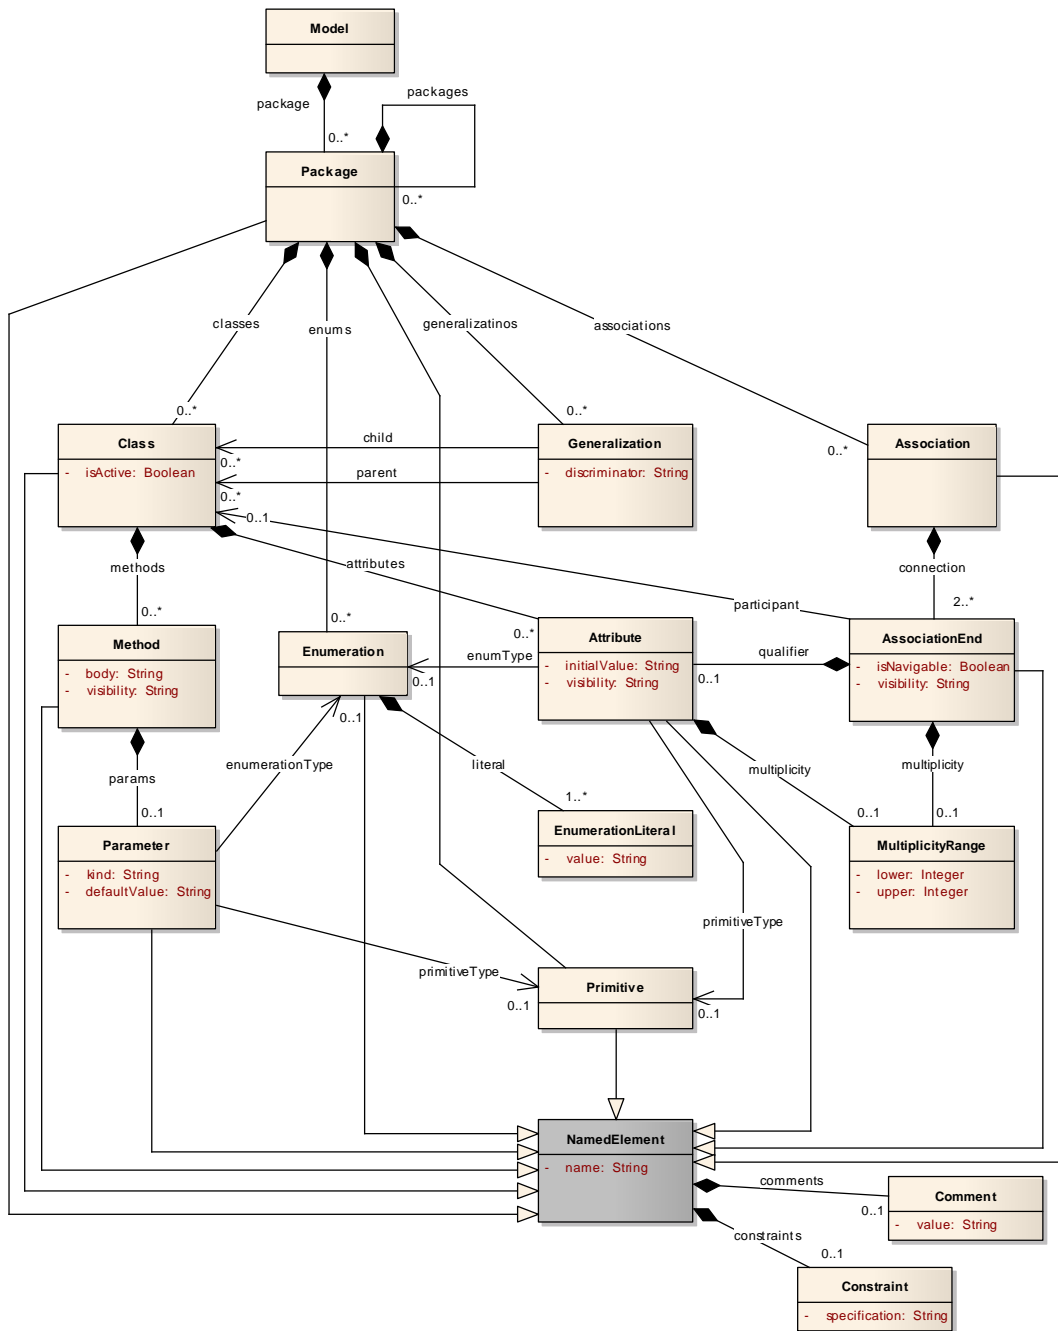 Model
package
packages
0..*
Package
0..*
classes
enums
generalizatinos
associations
0..*
0..*
0..*
Class
- isActive: Boolean
child
0..*
parent
0..*
0..1
Generalization
- discriminator: String
Association
methods
attributes
connection
0..*
0..*
0..*
participant
2..*
Method
- body: String
- visibility: String
Enumeration
enumType
0..1
Attribute
- initialValue: String
- visibility: String
qualifier
0..1
AssociationEnd
- isNavigable: Boolean
- visibility: String
0..1
params
enumerationType
literal
multiplicity
multiplicity
0..1
1..*
0..1
0..1
Parameter
- kind: String
- defaultValue: String
EnumerationLiteral
- value: String
MultiplicityRange
- lower: Integer
- upper: Integer
primitiveType
primitiveType
0..1
Primitive
0..1
NamedElement
- name: String
comments
0..1
Comment
- value: String
constraints
0..1
Constraint
- specification: String